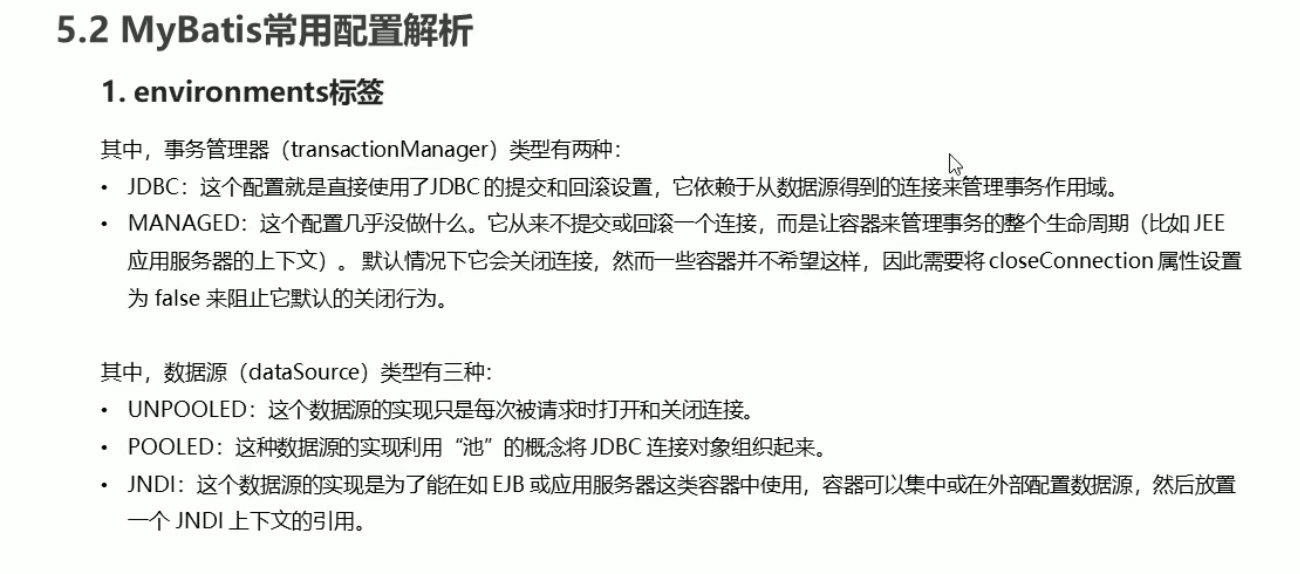 5.2 MyBatis常用配置解析
1. environments标签
其中，事务管理器（transactionManager）类型有两种：
• JDBC：这个配置就是直接使用了JDBC 的提交和回滚设置，它依赖于从数据源得到的连接来管理事务作用域。
• MANAGED：这个配置几乎没做什么。它从来不提交或回滚一个连接，而是让容器来管理事务的整个生命周期（比如 JEE
应用服务器的上下文）。 默认情况下它会关闭连接，然而一些容器并不希望这样，因此需要将 closeConnection 属性设置
为 false 来阻止它默认的关闭行为。
其中，数据源（dataSource）类型有三种：
• UNPOOLED：这个数据源的实现只是每次被请求时打开和关闭连接。
• POOLED：这种数据源的实现利用“池”的概念将 JDBC 连接对象组织起来。
• JNDI：这个数据源的实现是为了能在如 EJB 或应用服务器这类容器中使用，容器可以集中或在外部配置数据源，然后放置
一个 JNDI 上下文的引用。